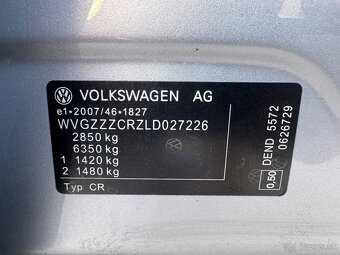 VOLKSWAGEN AG
e1*2007/46*1827
WVGZZZCRZLD027226
2850 kg
6350 kg
1 1420 kg
2 1480 kg
Typ CR
DEND 5572
0626729
0,50